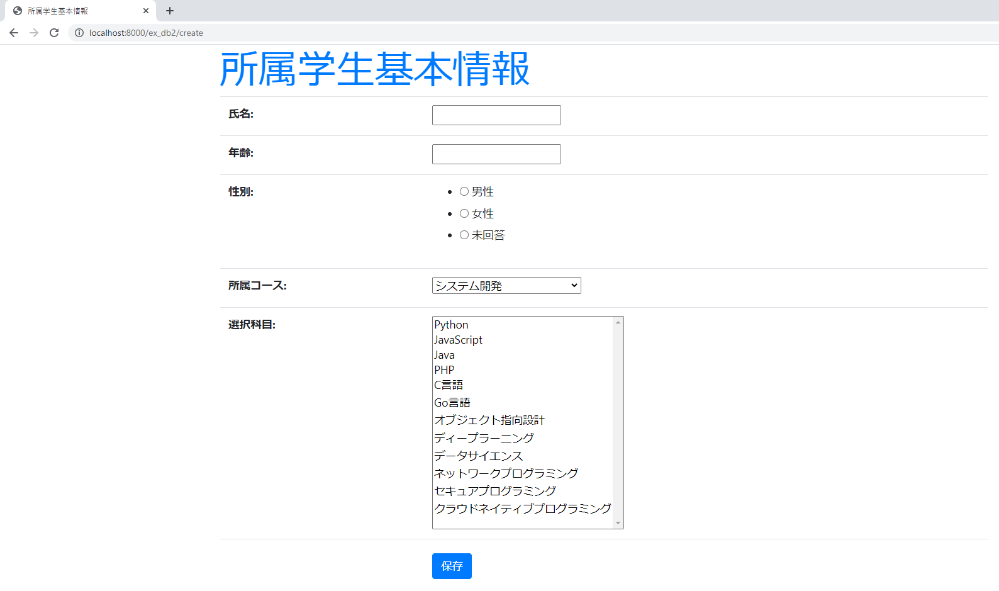 所属学生基本情報
localhost:8000/ex_db2/create
所属学生基本情報
氏名:
年齢:
性別:
男性
女性
未回答
所属コース:
システム開発
選択科目:
Python
JavaScript
Java
PHP
C言語
Go言語
オブジェクト指向設計
ディープラーニング
データサイエンス
ネットワークプログラミング
セキュアプログラミング
クラウドネイティブプログラミング
保存